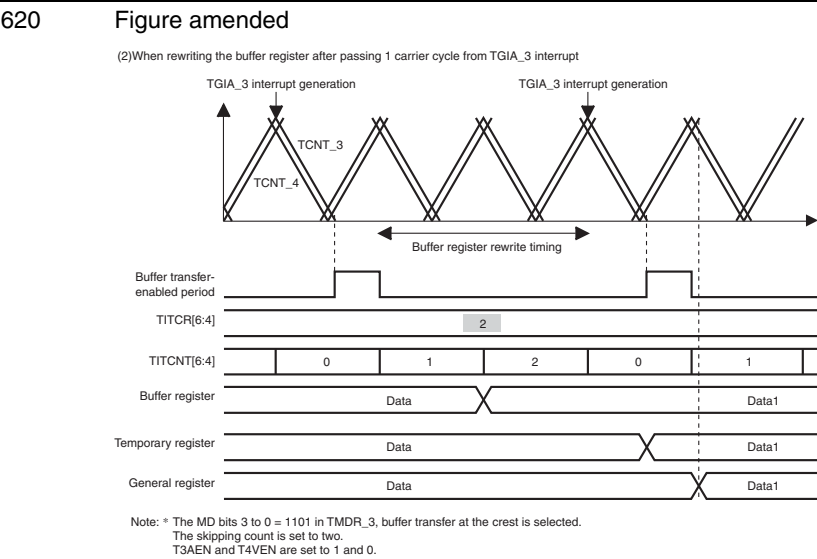 620 Figure amended
(2)When rewriting the buffer register after passing 1 carrier cycle from TGIA_3 interrupt
TGIA_3 interrupt generation TGIA_3 interrupt generation
TCNT_3
TCNT_4
Buffer register rewrite timing
Buffer transfer-
enabled period
TITCR[6:4] 2
TITCNT[6:4] 0 1 2 0 1
Buffer register Data Data1
Temporary register Data Data1
General register Data Data1
Note: * The MD bits 3 to 0 = 1101 in TMDR_3, buffer transfer at the crest is selected.
The skipping count is set to two.
T3AEN and T4VEN are set to 1 and 0.